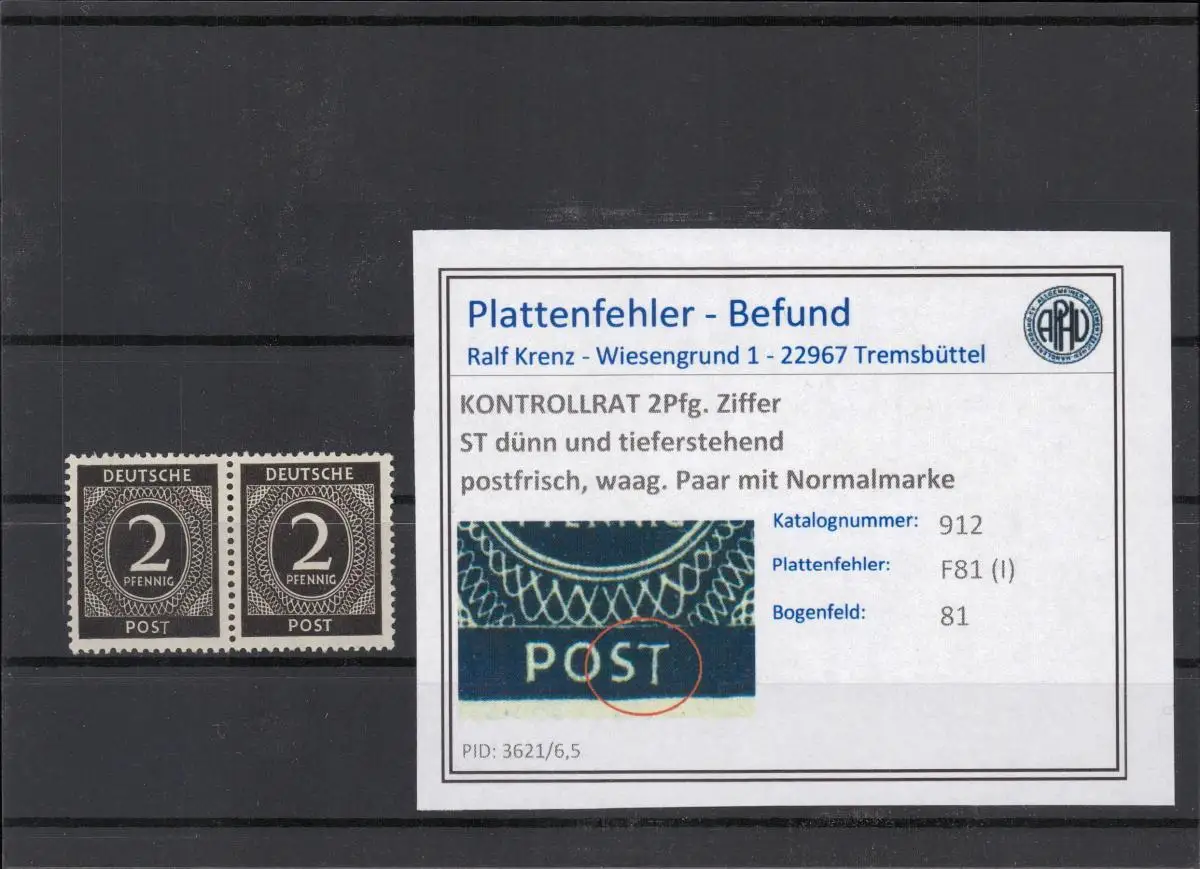 DEUTSCHE
2
PFENNIG
POST
DEUTSCHE
2
PFENNIG
POST
Plattenfehler - Befund
Ralf Krenz - Wiesengrund 1 - 22967 Tremsbüttel
APHV
KONTROLLRAT 2Pfg. Ziffer
ST dünn und tieferstehend
postfrisch, waag. Paar mit Normalmarke
PFENNIG
POST
Katalognummer: 912
Plattenfehler: F81 (I)
Bogenfeld: 81
PID: 3621/6,5